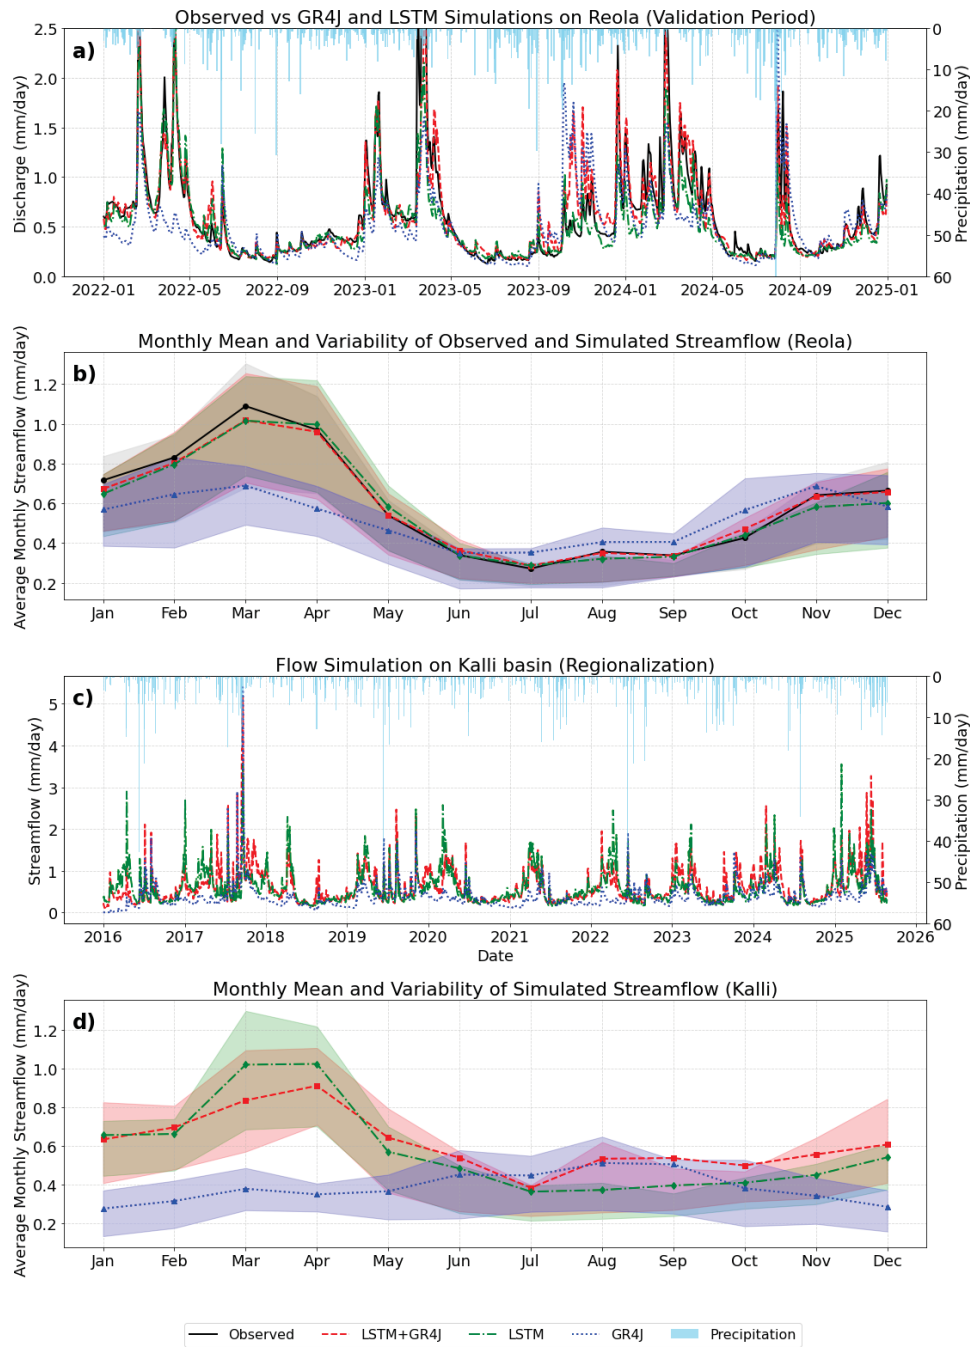 Observed vs GR4J and LSTM Simulations on Reola (Validation Period)
a)
Discharge (mm/day)
2.5
2.0
1.5
1.0
0.5
0.0
0
10
20
30
40
50
60
Precipitation (mm/day)
2022-01 2022-05 2022-09 2023-01 2023-05 2023-09 2024-01 2024-05 2024-09 2025-01
Monthly Mean and Variability of Observed and Simulated Streamflow (Reola)
b)
Average Monthly Streamflow (mm/day)
1.2
1.0
0.8
0.6
0.4
0.2
Jan Feb Mar Apr May Jun Jul Aug Sep Oct Nov Dec
Flow Simulation on Kalli basin (Regionalization)
c)
Streamflow (mm/day)
5
4
3
2
1
0
0
10
20
30
40
50
60
Precipitation (mm/day)
2016 2017 2018 2019 2020 2021 2022 2023 2024 2025 2026
Date
Monthly Mean and Variability of Simulated Streamflow (Kalli)
d)
Average Monthly Streamflow (mm/day)
1.2
1.0
0.8
0.6
0.4
0.2
Jan Feb Mar Apr May Jun Jul Aug Sep Oct Nov Dec
Observed LSTM+GR4J LSTM GR4J Precipitation